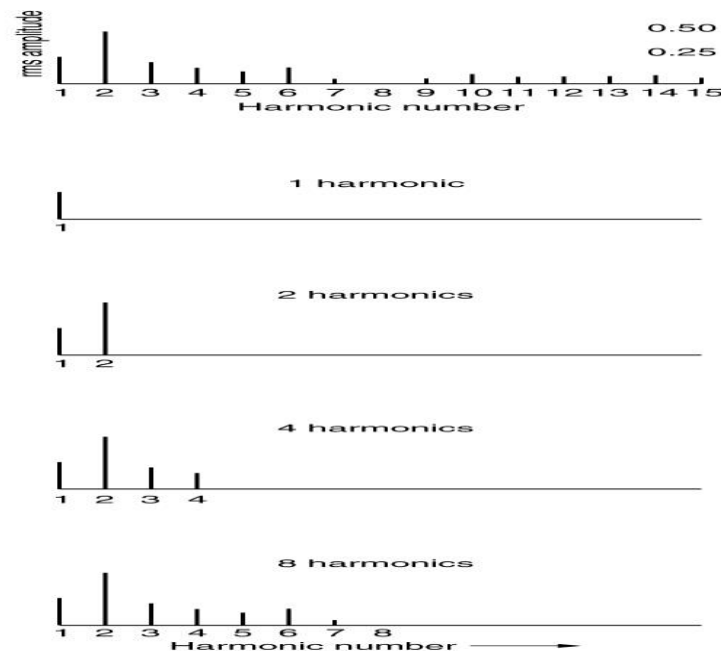 rms amplitude
0.50
0.25
1 2 3 4 5 6 7 8 9 10 11 12 13 14 15
Harmonic number
1 harmonic
1
2 harmonics
1 2
4 harmonics
1 2 3 4
8 harmonics
1 2 3 4 5 6 7 8
Harmonic number